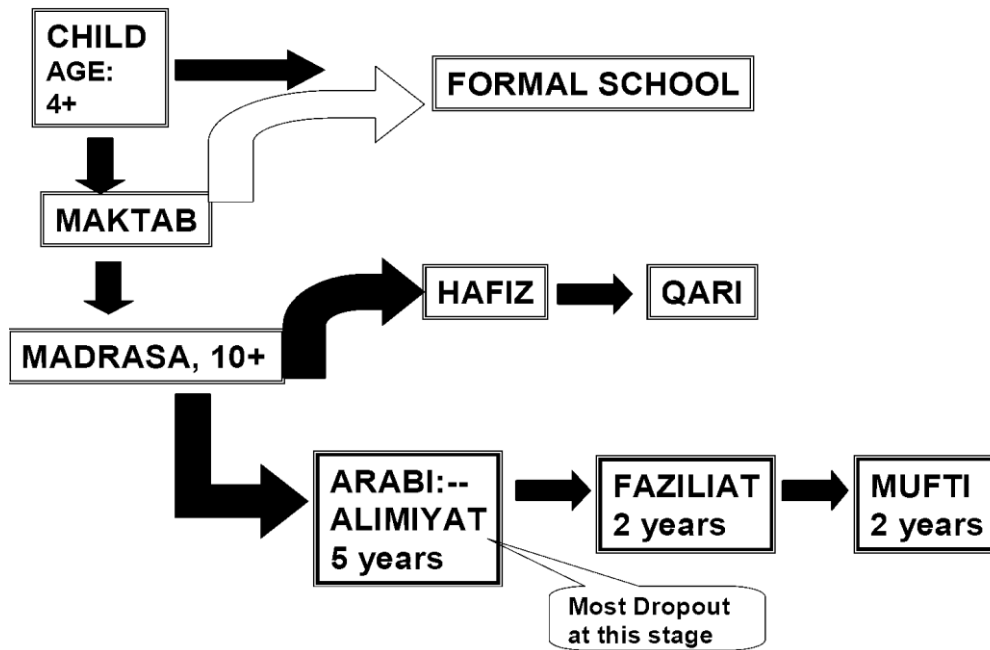 CHILD
AGE:
4+
FORMAL SCHOOL
MAKTAB
HAFIZ
QARI
MADRASA, 10+
ARABI:--
ALIMIYAT
5 years
FAZILIAT
2 years
MUFTI
2 years
Most Dropout
at this stage